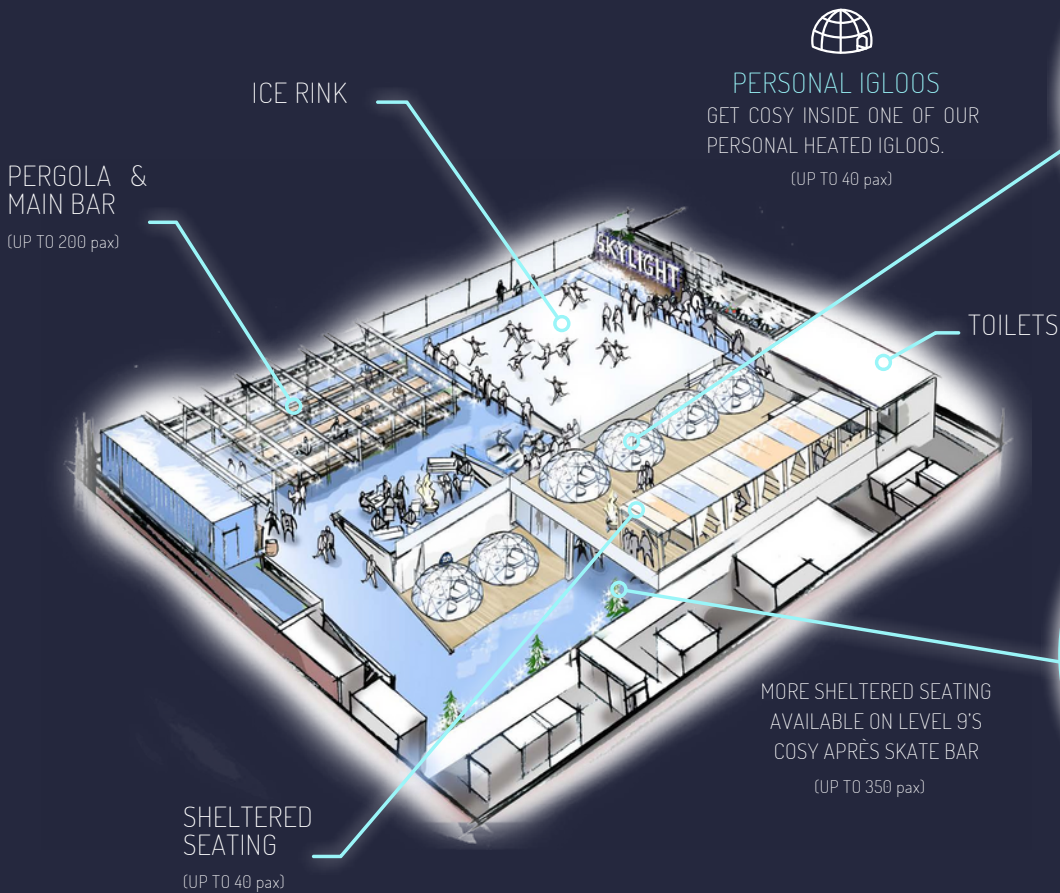 PERSONAL IGLOOS
GET COSY INSIDE ONE OF OUR
PERSONAL HEATED IGLOOS.
(UP TO 40 pax)
ICE RINK
PERGOLA &
MAIN BAR
(UP TO 200 pax)
SKYLIGHT
TOILETS
MORE SHELTERED SEATING
AVAILABLE ON LEVEL 9'S
COSY APRÈS SKATE BAR
(UP TO 350 pax)
SHELTERED
SEATING
(UP TO 40 pax)